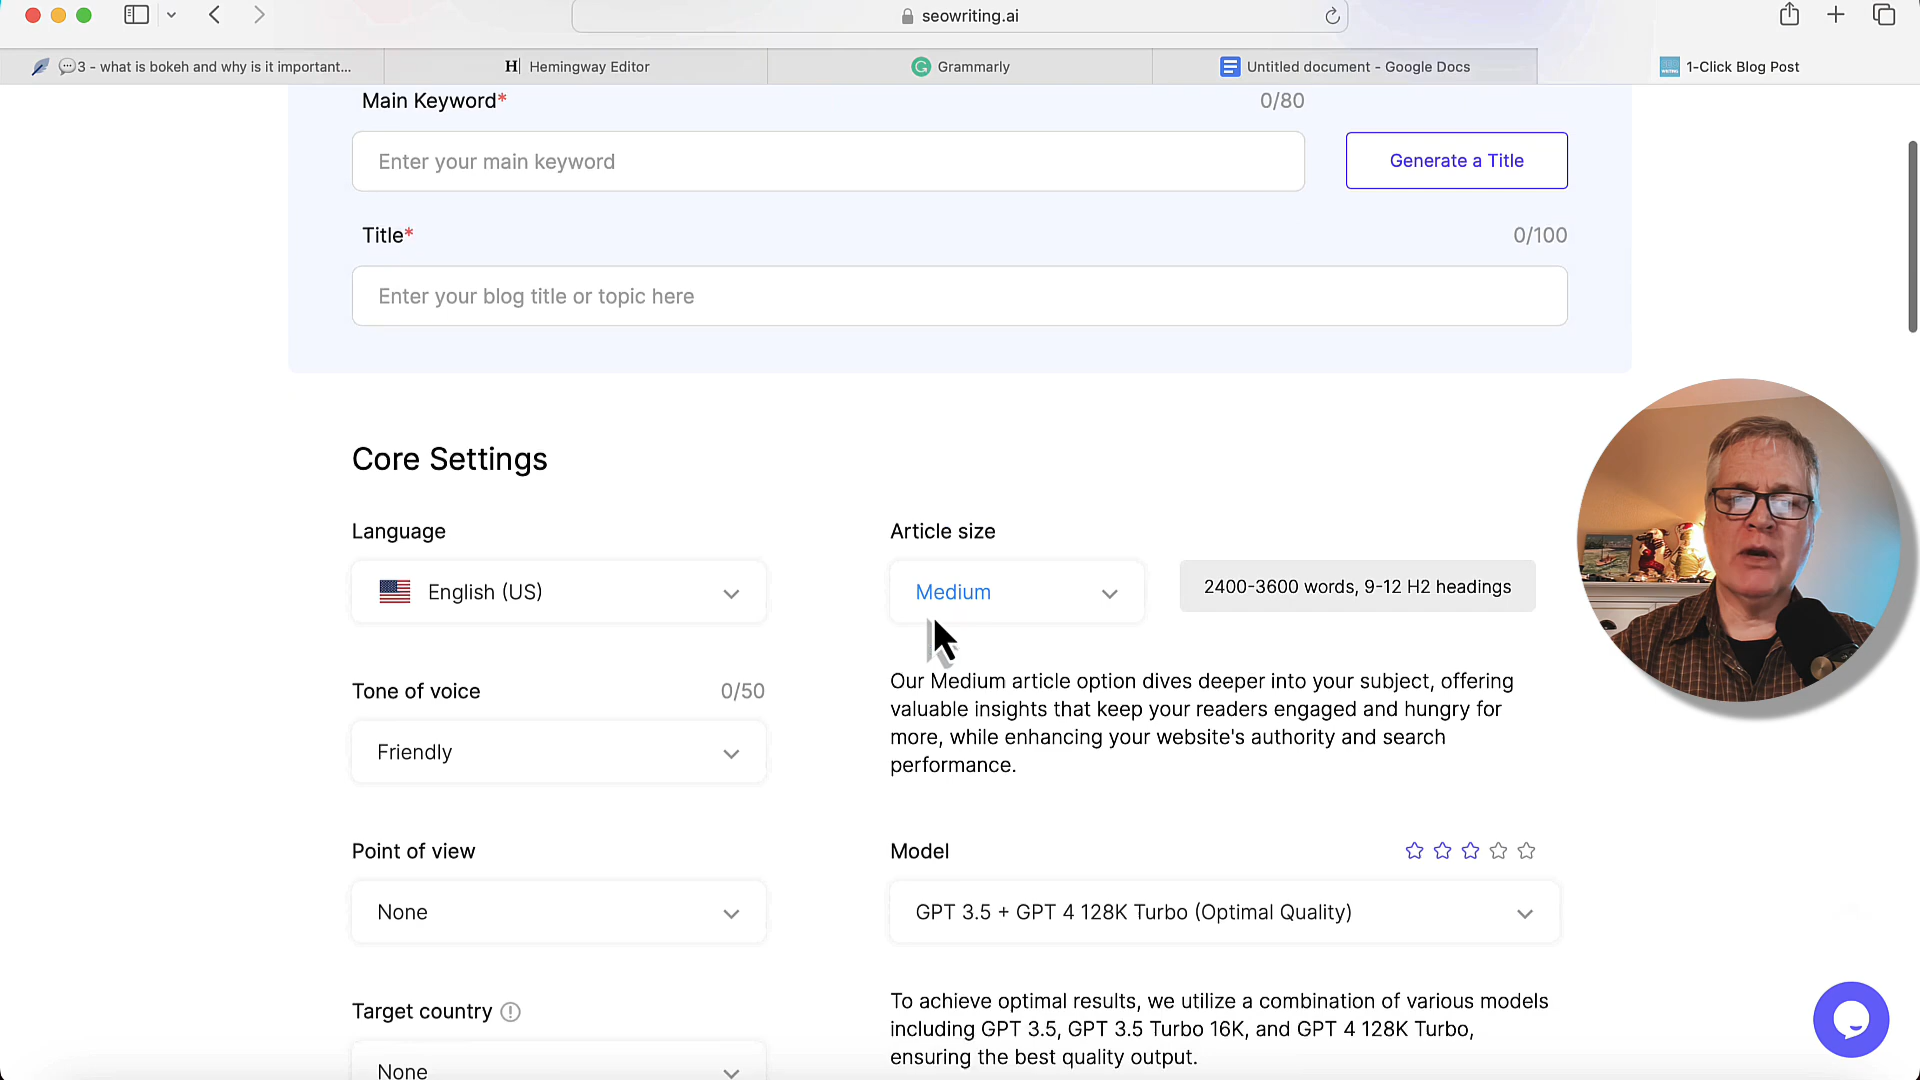 seowriting.ai
3 - what is bokeh and why is it important...
H Hemingway Editor
G Grammarly
Untitled document - Google Docs
1-Click Blog Post
Main Keyword* 0/80
Enter your main keyword
Generate a Title
Title* 0/100
Enter your blog title or topic here
Core Settings
Language
English (US)
Article size
Medium
2400-3600 words, 9-12 H2 headings
Our Medium article option dives deeper into your subject, offering
valuable insights that keep your readers engaged and hungry for
more, while enhancing your website's authority and search
performance.
Tone of voice 0/50
Friendly
Point of view
None
Model
GPT 3.5 + GPT 4 128K Turbo (Optimal Quality)
To achieve optimal results, we utilize a combination of various models
including GPT 3.5, GPT 3.5 Turbo 16K, and GPT 4 128K Turbo,
ensuring the best quality output.
Target country
None